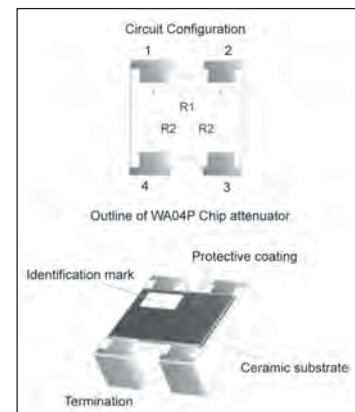 Circuit Configuration
1 2
R1
R2 R2
4 3
Outline of WA04P Chip attenuator
Protective coating
Identification mark
Ceramic substrate
Termination